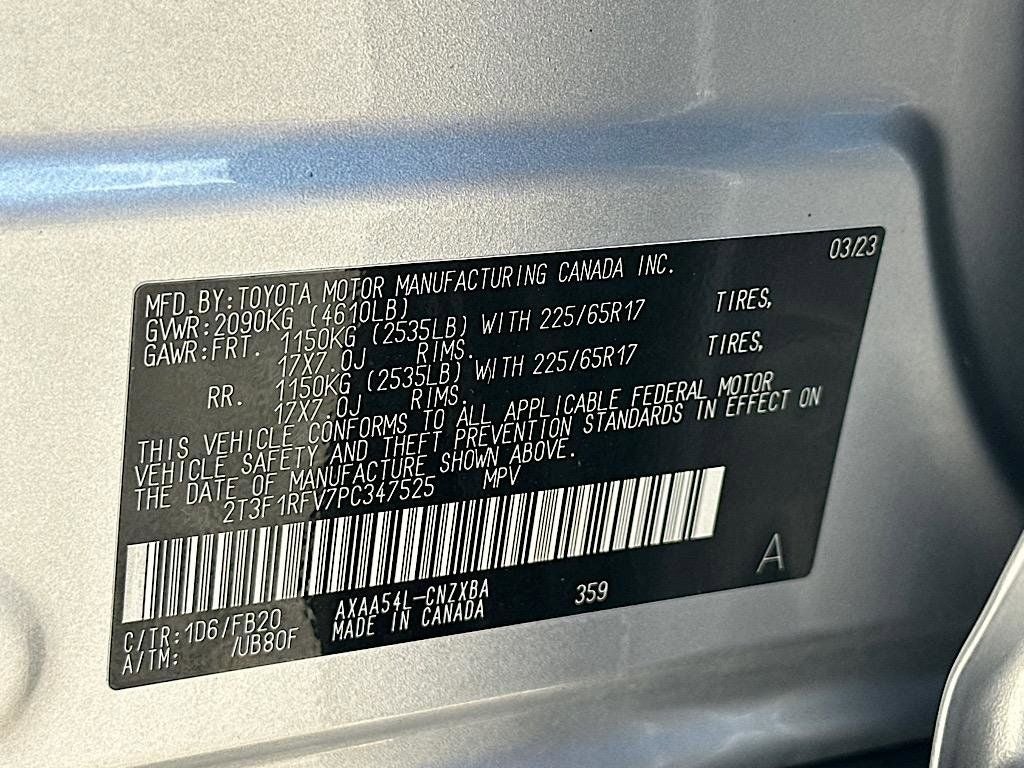 03/23
MFD.BY:TOYOTA MOTOR MANUFACTURING CANADA INC.
GVWR:2090KG (4610LB)
GAWR:FRT. 1150KG (2535LB) WITH 225/65R17 TIRES,
17X7.0J RIMS.
RR. 1150KG (2535LB) WITH 225/65R17 TIRES,
17X7.0J RIMS.
THIS VEHICLE CONFORMS TO ALL APPLICABLE FEDERAL MOTOR
VEHICLE SAFETY AND THEFT PREVENTION STANDARDS IN EFFECT ON
THE DATE OF MANUFACTURE SHOWN ABOVE.
2T3F1RFV7PC347525 MPV
A
C/TR:1D6/FB20 AXAA54L-CNZXBA 359
A/TM: /UB80F MADE IN CANADA